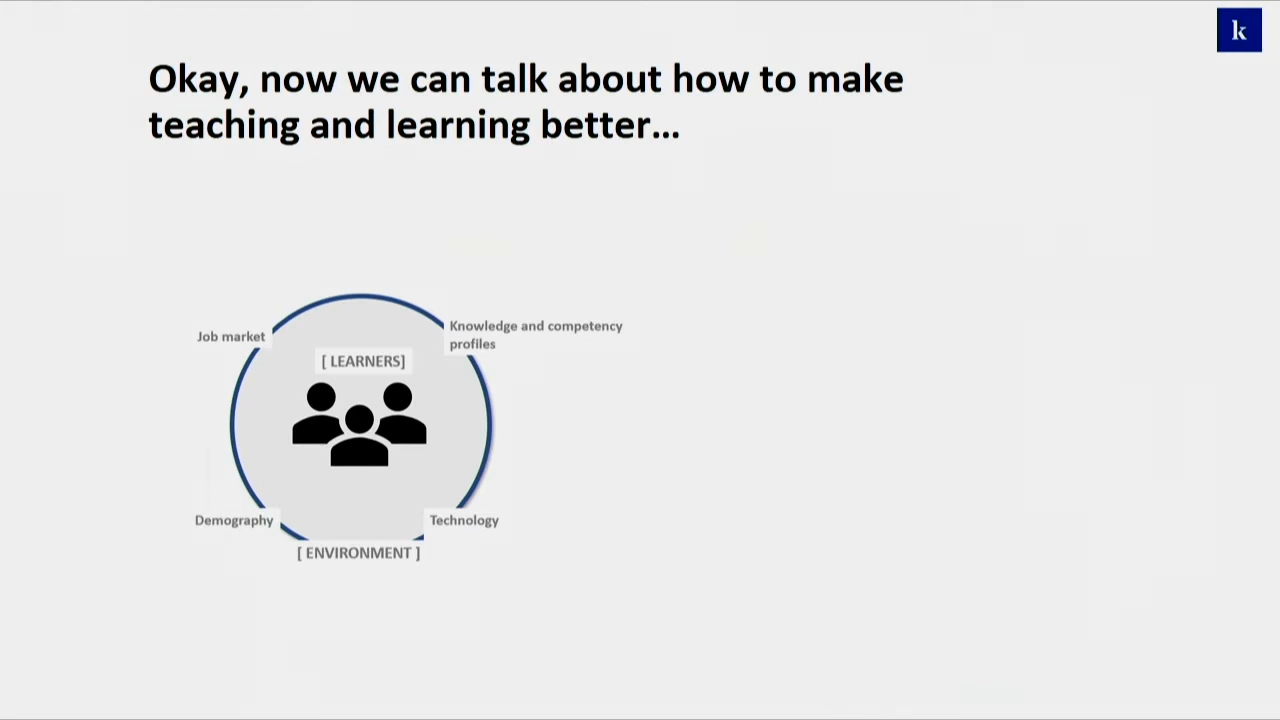 k
Okay, now we can talk about how to make
teaching and learning better...
Job market
Knowledge and competency
profiles
[ LEARNERS]
Demography
Technology
[ ENVIRONMENT ]